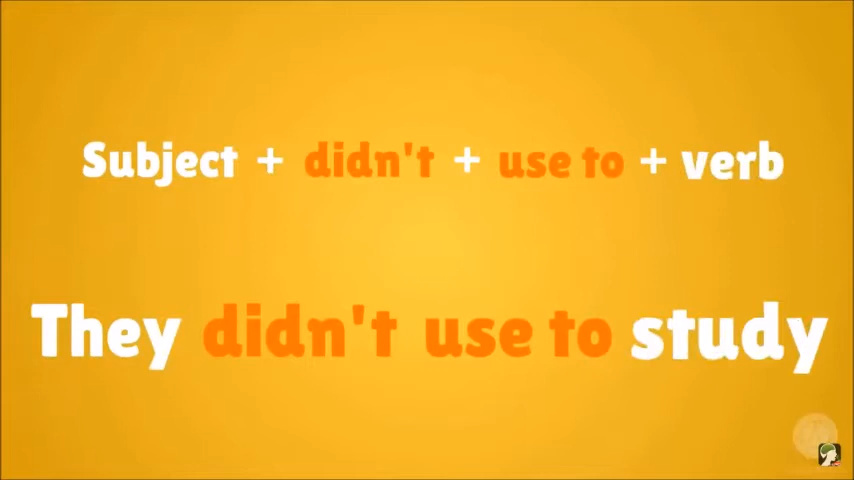 Subject + didn't + use to + verb
They didn't use to study